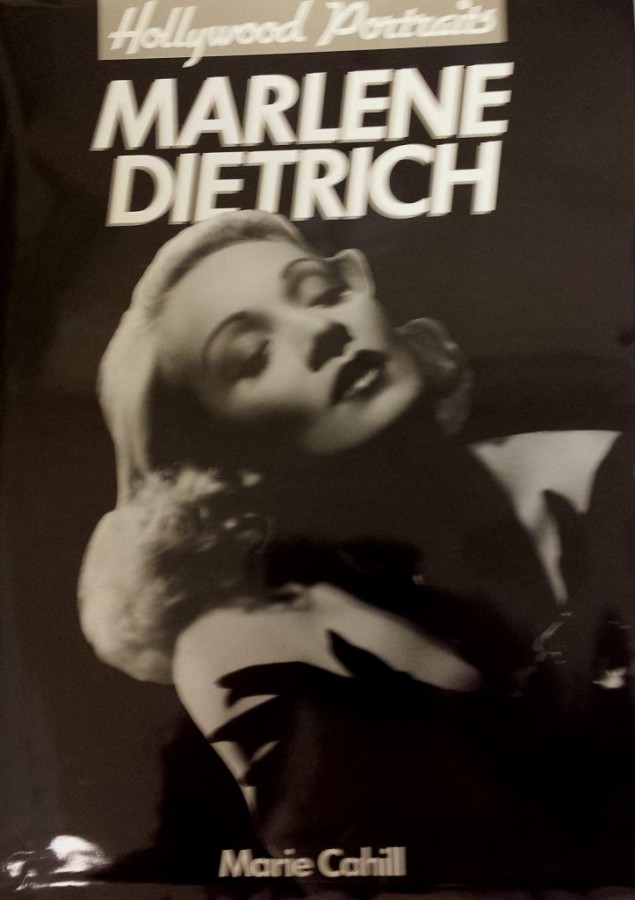 Hollywood Portraits
MARLENE
DIETRICH
Marie Cahill